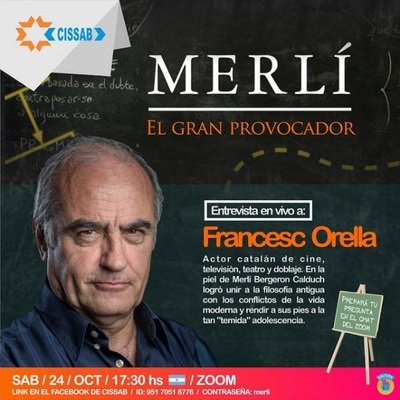 CISSAB
basada en el dubte,
contraposar-se
a alguna cosa
MERLÍ
EL GRAN PROVOCADOR
Entrevista en vivo a:
Francesc Orella
Actor catalán de cine,
televisión, teatro y doblaje. En la
piel de Merlí Bergeron Calduch
logró unir a la filosofía antigua
con los conflictos de la vida
moderna y rendir a sus pies a la
tan "temida" adolescencia.
PREPARÁ TU
PREGUNTA
EN EL CHAT
DEL ZOOM
SAB / 24 / OCT / 17:30 hs / ZOOM
LINK EN EL FACEBOOK DE CISSAB / ID: 951 7051 8776 / CONTRASEÑA: merli